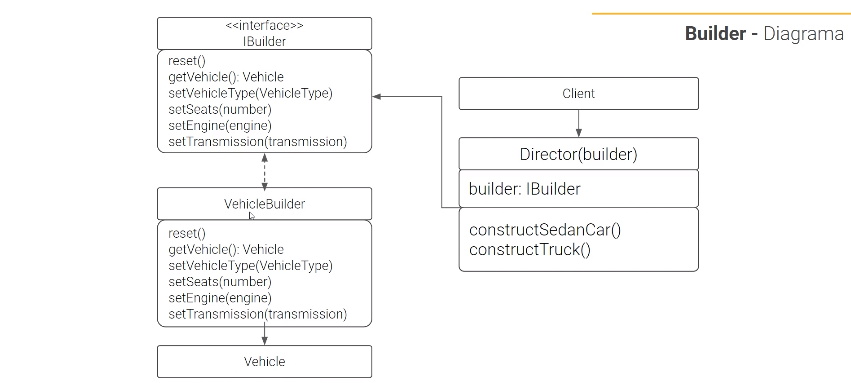 Builder - Diagrama
<<interface>>
IBuilder
reset()
getVehicle(): Vehicle
setVehicleType(VehicleType)
setSeats(number)
setEngine(engine)
setTransmission(transmission)
VehicleBuilder
reset()
getVehicle(): Vehicle
setVehicleType(VehicleType)
setSeats(number)
setEngine(engine)
setTransmission(transmission)
Vehicle
Client
Director(builder)
builder: IBuilder
constructSedanCar()
constructTruck()